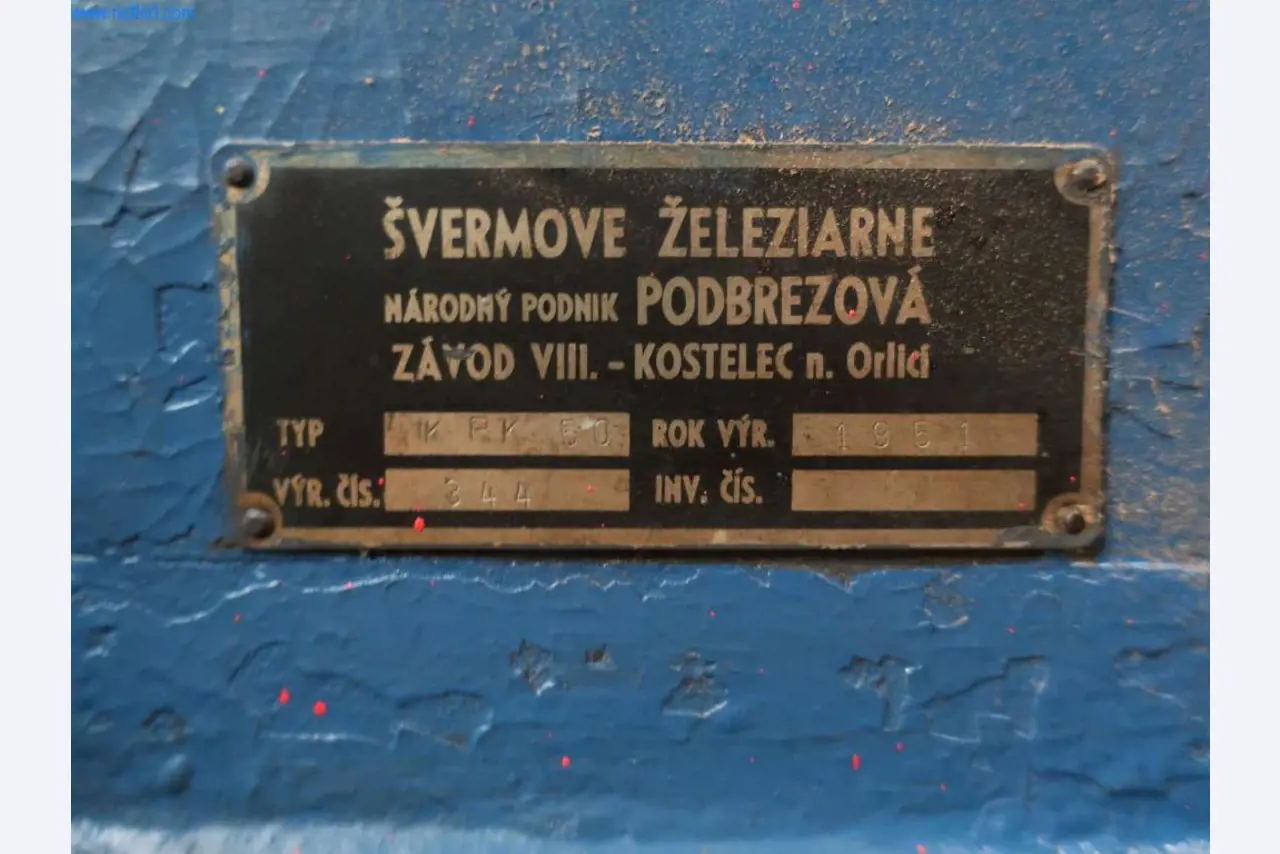 ŠVERMOVE ŽELEZIARNE
NÁRODNÝ PODNIK PODBREZOVÁ
ZÁVOD VIII. - KOSTELEC n. Orlicí
TYP KPK 50 ROK VÝR. 1951
VÝR. ČÍS. 344 INV. ČÍS.